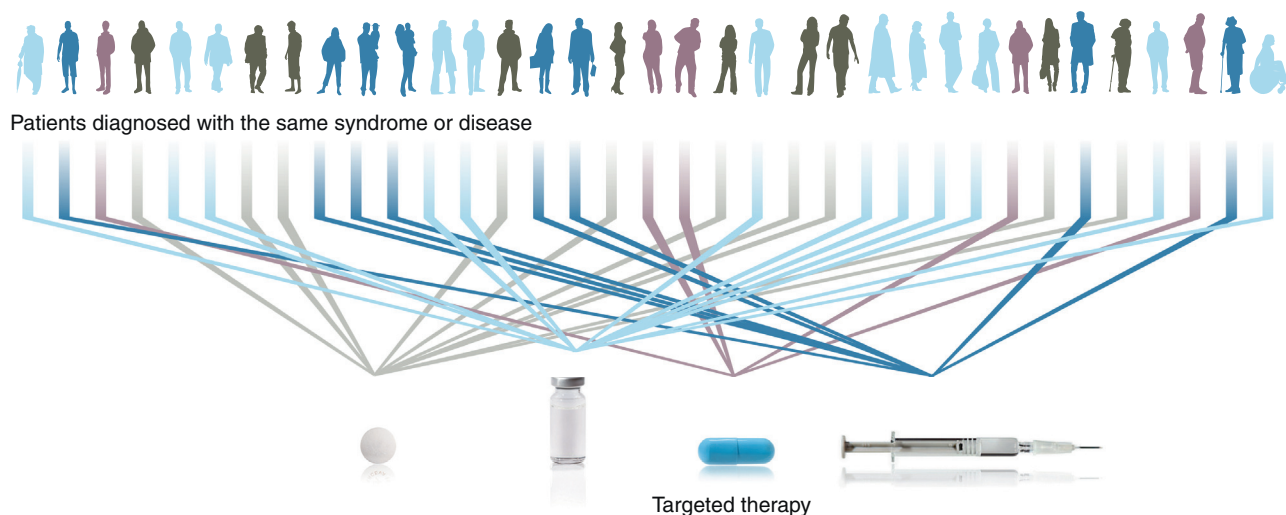 Patients diagnosed with the same syndrome or disease
Targeted therapy